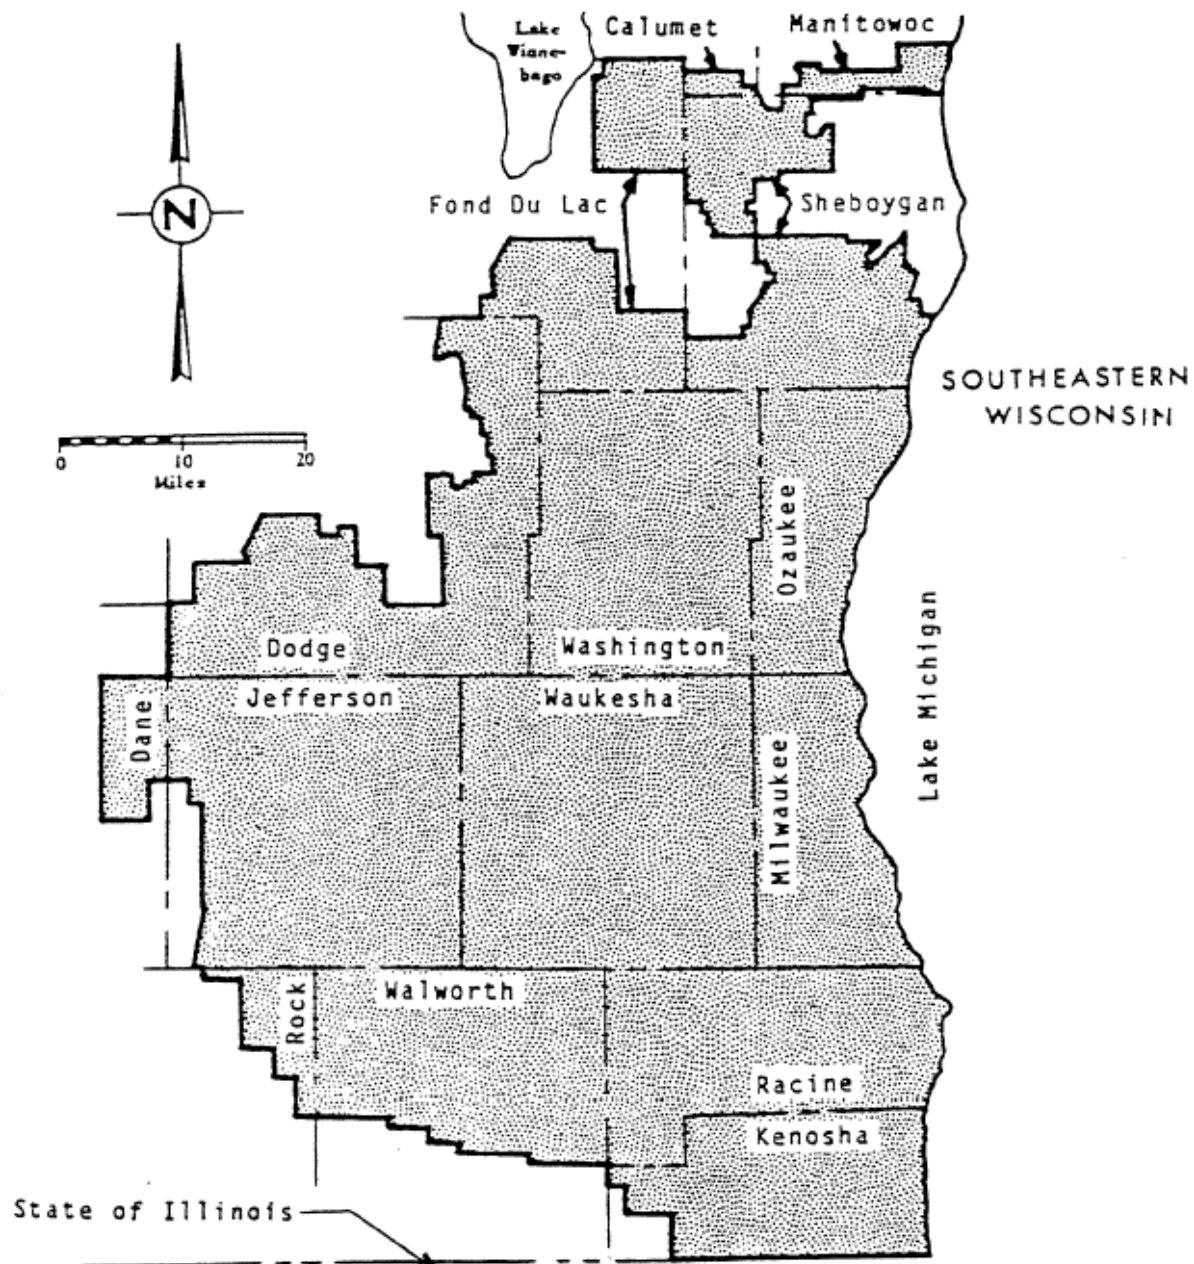 Lake
Winne-
bago
Calumet
Manitowoc
Fond Du Lac
Sheboygan
N
SOUTHEASTERN
WISCONSIN
0 10 20
Miles
Ozaukee
Dodge
Washington
Jefferson
Waukesha
Dane
Milwaukee
Lake Michigan
Rock
Walworth
Racine
Kenosha
State of Illinois